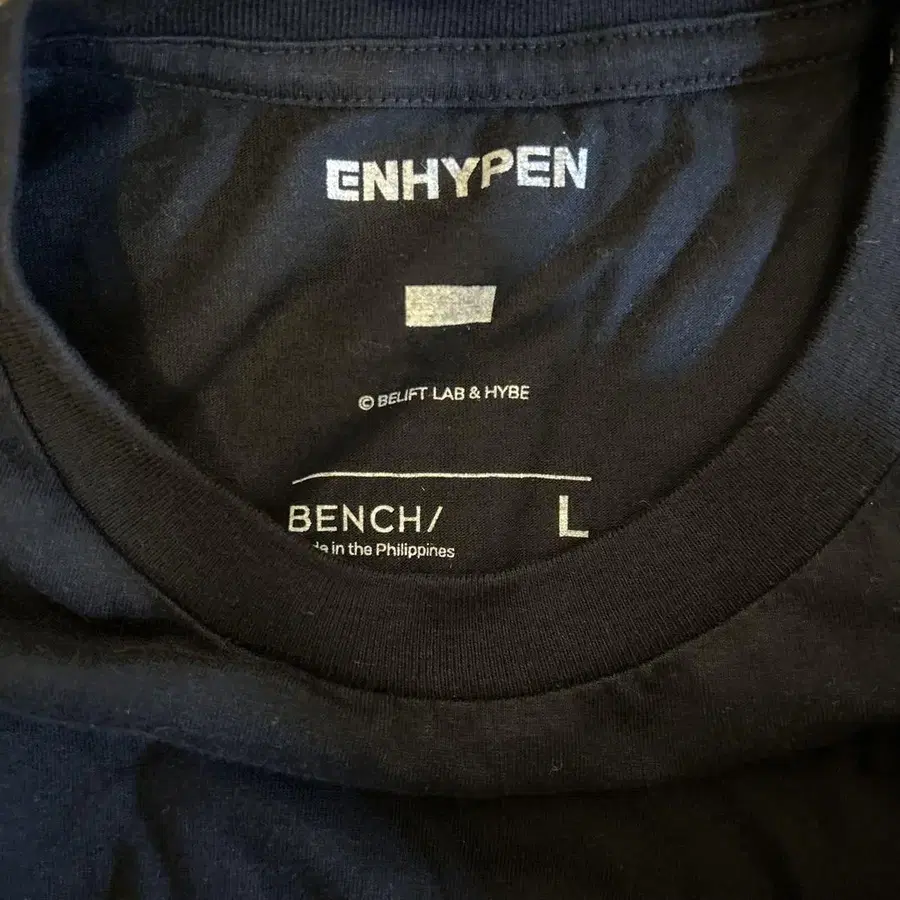 ENHYPEN
© BELIFT LAB & HYBE
BENCH/ L
in the Philippines